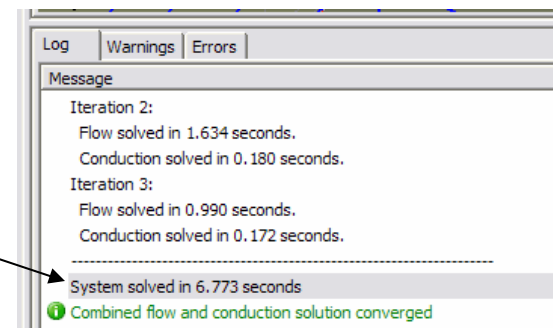 Log Warnings Errors
Message
Iteration 2:
Flow solved in 1.634 seconds.
Conduction solved in 0.180 seconds.
Iteration 3:
Flow solved in 0.990 seconds.
Conduction solved in 0.172 seconds.
----------------------------------------------------------------------
System solved in 6.773 seconds
Combined flow and conduction solution converged